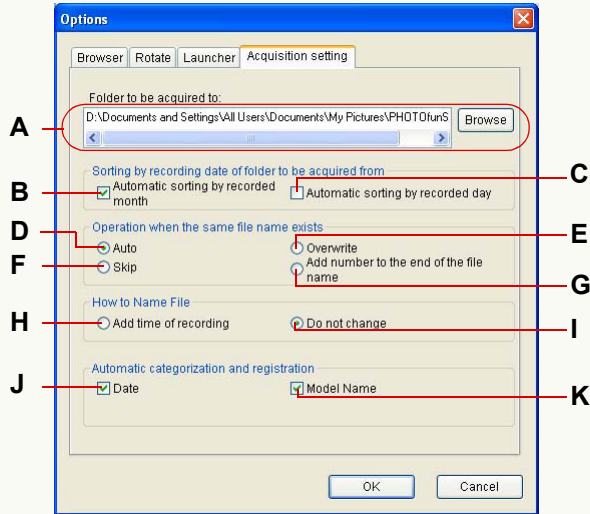 Options
Browser Rotate Launcher Acquisition setting
Folder to be acquired to:
A
D:\Documents and Settings\All Users\Documents\My Pictures\PHOTOfunS
Browse
Sorting by recording date of folder to be acquired from
B
Automatic sorting by recorded
month
Automatic sorting by recorded day
C
Operation when the same file name exists
D
Auto
Overwrite
E
F
Skip
Add number to the end of the file
name
G
How to Name File
H
Add time of recording
Do not change
I
Automatic categorization and registration
J
Date
Model Name
K
OK
Cancel